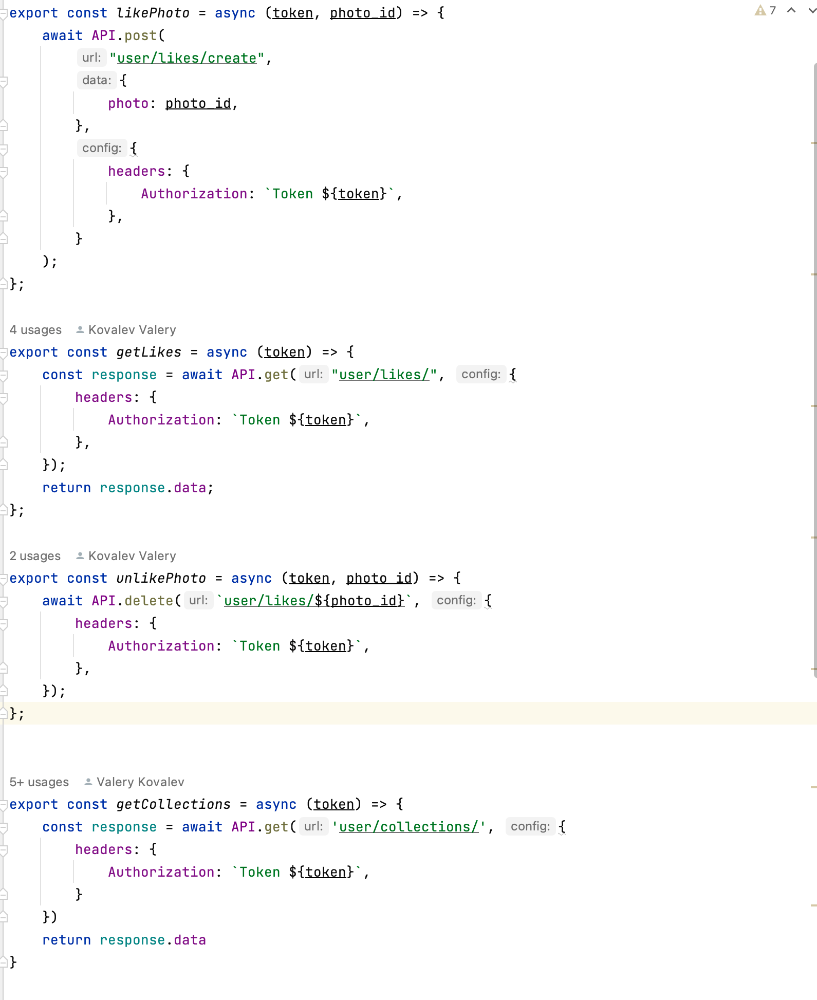 export const likePhoto = async (token, photo_id) => {
7
    await API.post(
        url: "user/likes/create",
        data: {
            photo: photo_id,
        },
        config: {
            headers: {
                Authorization: `Token ${token}`,
            },
        }
    );
};
4 usages Kovalev Valery
export const getLikes = async (token) => {
    const response = await API.get( url: "user/likes/", config: {
        headers: {
            Authorization: `Token ${token}`,
        },
    });
    return response.data;
};
2 usages Kovalev Valery
export const unlikePhoto = async (token, photo_id) => {
    await API.delete( url: `user/likes/${photo_id}`, config: {
        headers: {
            Authorization: `Token ${token}`,
        },
    });
};
5+ usages Valery Kovalev
export const getCollections = async (token) => {
    const response = await API.get( url: 'user/collections/', config: {
        headers: {
            Authorization: `Token ${token}`,
        }
    })
    return response.data
}